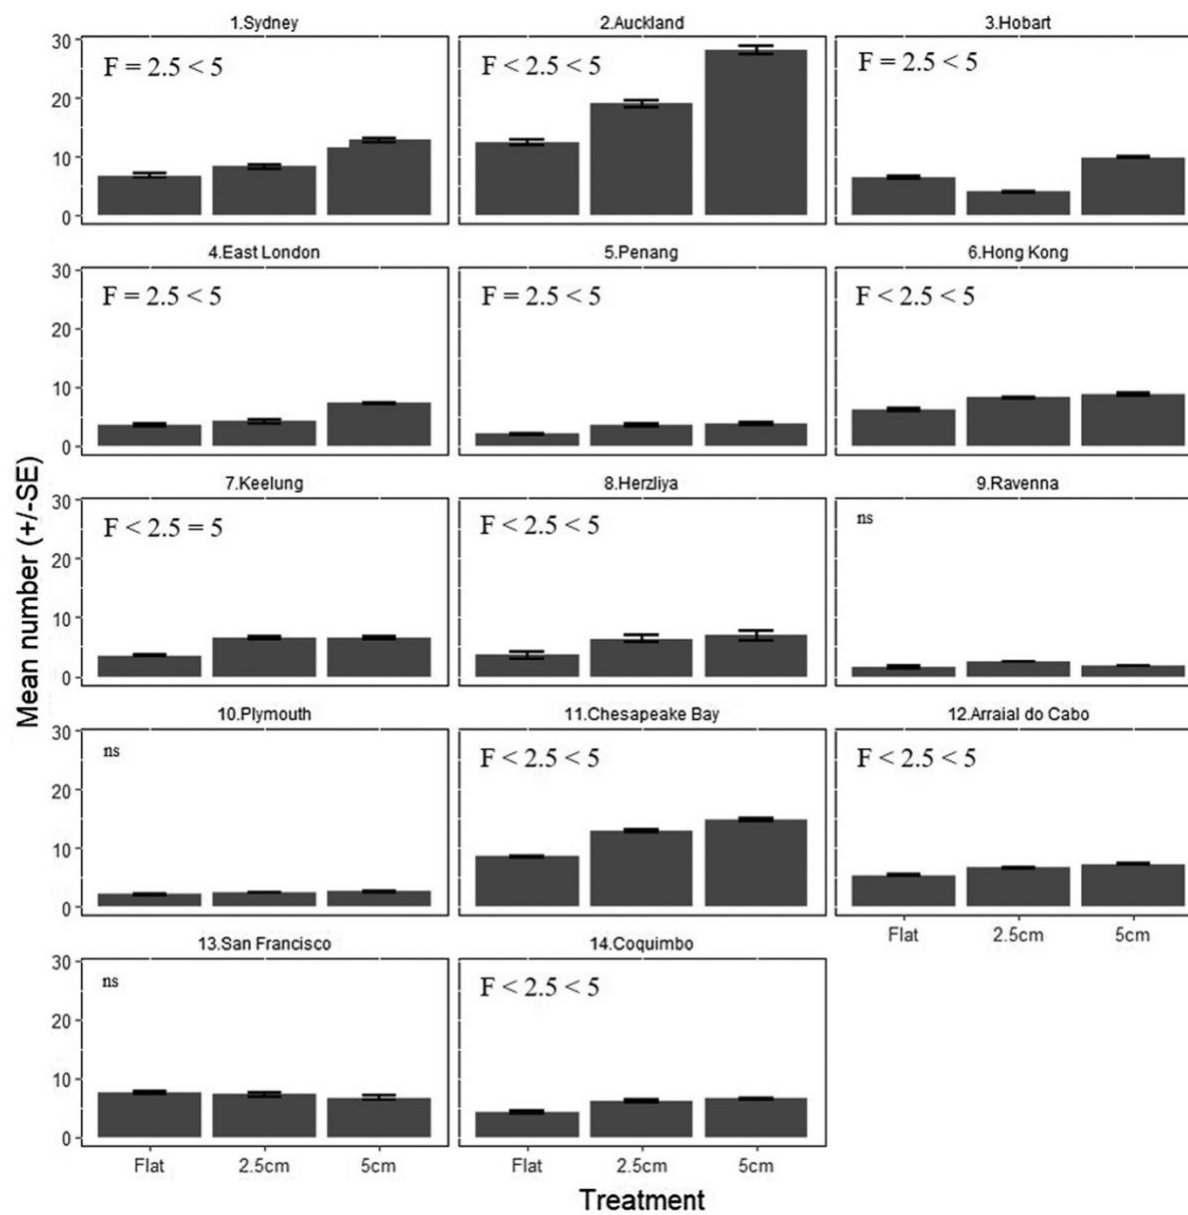 1.Sydney
2.Auckland
3.Hobart
30
20
10
0
F = 2.5 < 5
F < 2.5 < 5
F = 2.5 < 5
4.East London
5.Penang
6.Hong Kong
30
20
10
0
F = 2.5 < 5
F = 2.5 < 5
F < 2.5 < 5
7.Keelung
8.Herzliya
9.Ravenna
30
20
10
0
F < 2.5 = 5
F < 2.5 < 5
ns
10.Plymouth
11.Chesapeake Bay
12.Arraial do Cabo
30
20
10
0
ns
F < 2.5 < 5
F < 2.5 < 5
Flat
2.5cm
5cm
13.San Francisco
14.Coquimbo
30
20
10
0
ns
F < 2.5 < 5
Flat
2.5cm
5cm
Flat
2.5cm
5cm
Mean number (+/-SE)
Treatment